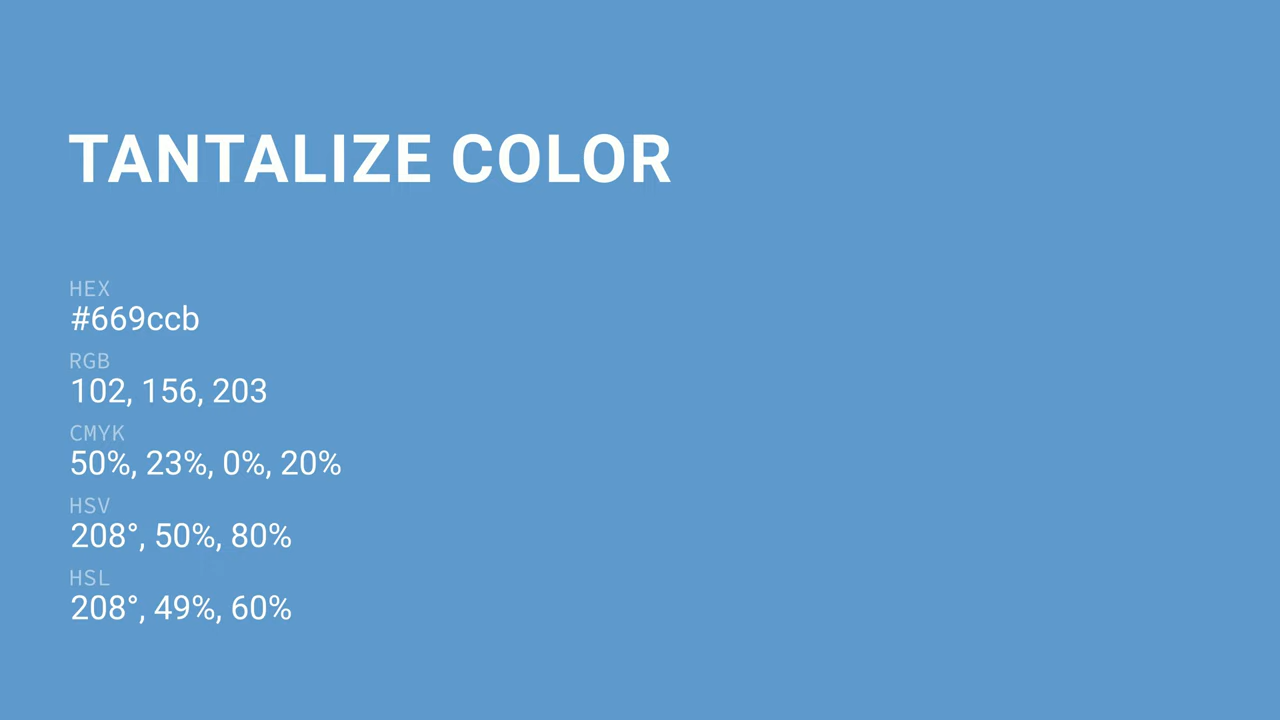 TANTALIZE COLOR
HEX
#669ccb
RGB
102, 156, 203
CMYK
50%, 23%, 0%, 20%
HSV
208°, 50%, 80%
HSL
208°, 49%, 60%